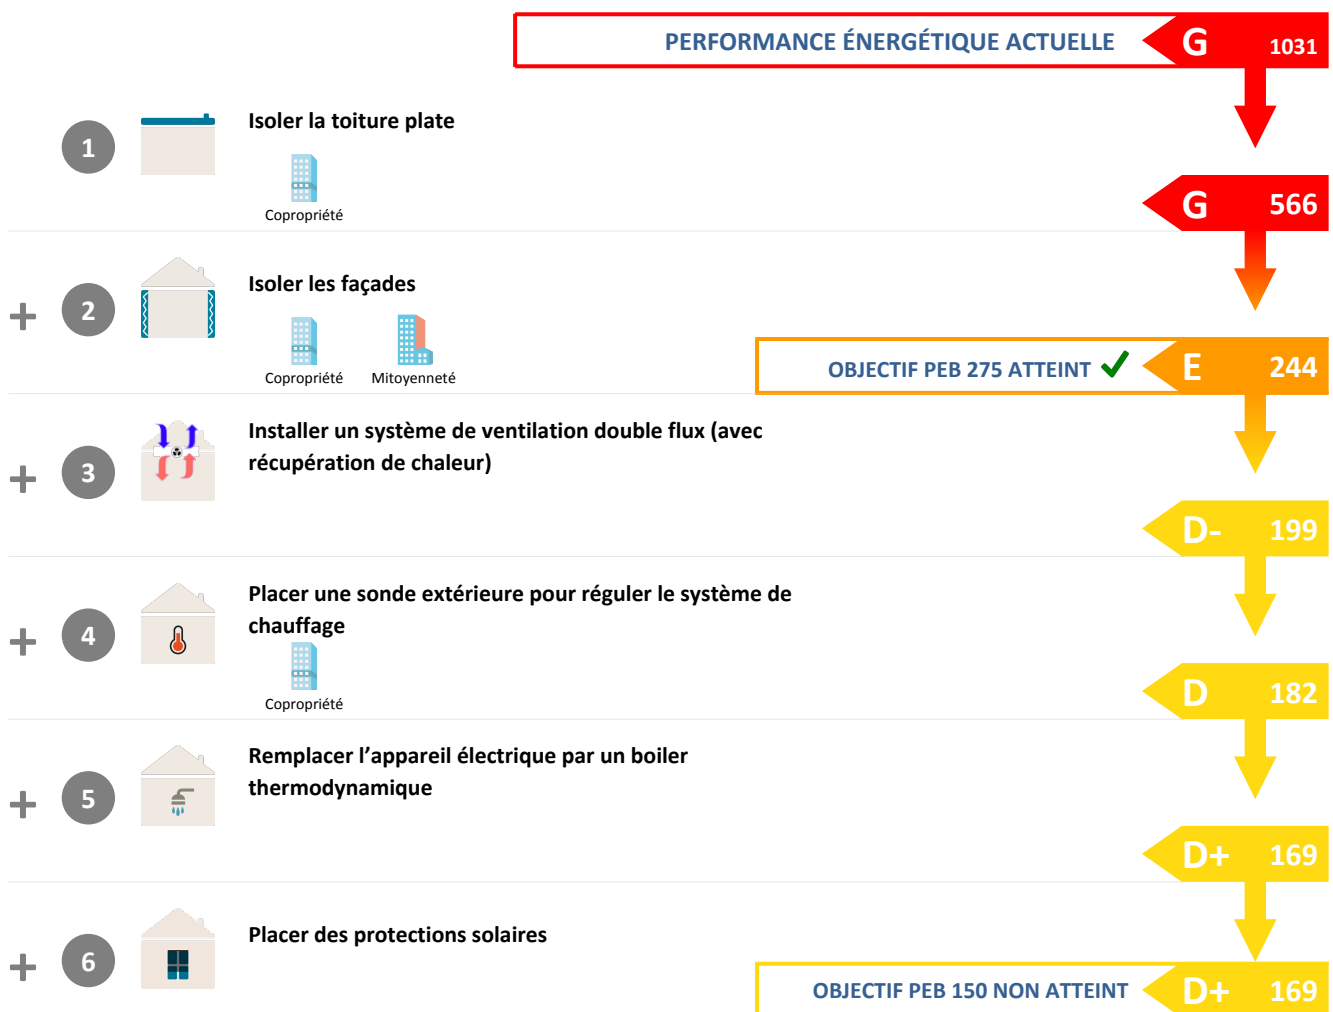 PERFORMANCE ÉNERGÉTIQUE ACTUELLE G 1031
1 Isoler la toiture plate
Copropriété
G 566
+ 2 Isoler les façades
Copropriété Mitoyenneté
OBJECTIF PEB 275 ATTEINT ✓ E 244
+ 3 Installer un système de ventilation double flux (avec
récupération de chaleur)
D- 199
+ 4 Placer une sonde extérieure pour réguler le système de
chauffage
Copropriété
D 182
+ 5 Remplacer l’appareil électrique par un boiler
thermodynamique
D+ 169
+ 6 Placer des protections solaires
OBJECTIF PEB 150 NON ATTEINT D+ 169